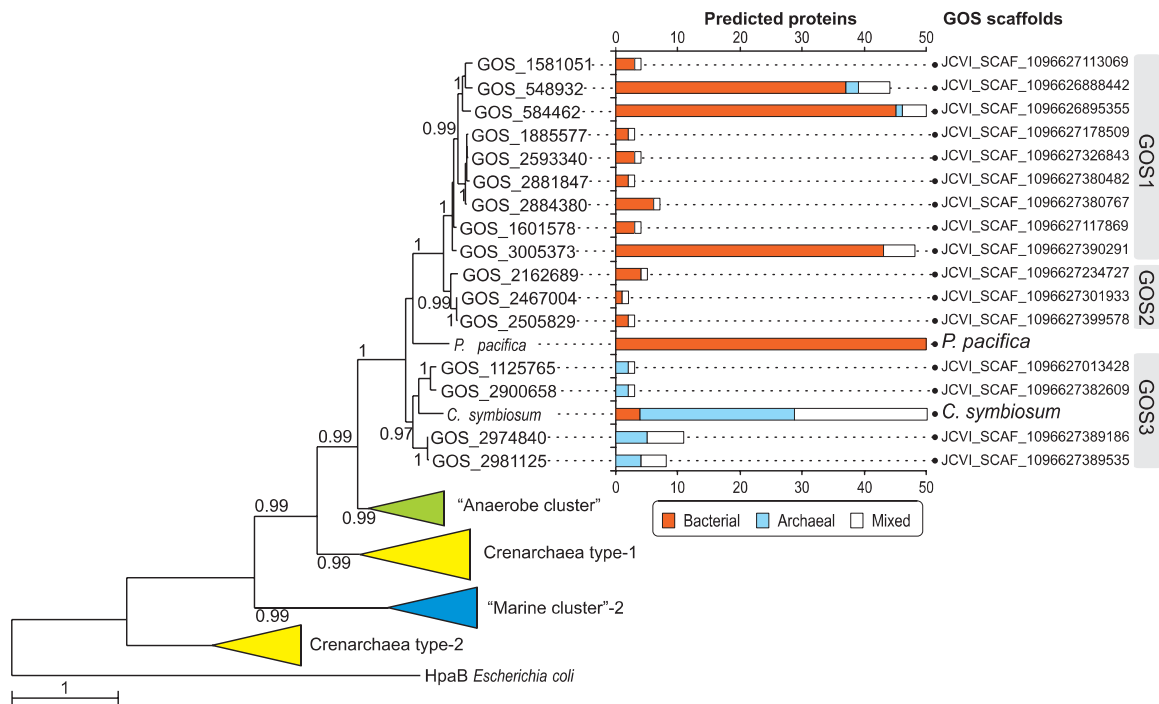 Predicted proteins GOS scaffolds
0 10 20 30 40 50
GOS_1581051 JCVI_SCAF_1096627113069
1 GOS_548932 JCVI_SCAF_1096626888442
GOS_584462 JCVI_SCAF_1096626895355
0.99 GOS_1885577 JCVI_SCAF_1096627178509
GOS_2593340 JCVI_SCAF_1096627326843
GOS_2881847 JCVI_SCAF_1096627380482
1 GOS_2884380 JCVI_SCAF_1096627380767
1 GOS_1601578 JCVI_SCAF_1096627117869
1 GOS_3005373 JCVI_SCAF_1096627390291
GOS1
GOS_2162689 JCVI_SCAF_1096627234727
0.99 GOS_2467004 JCVI_SCAF_1096627301933
1 GOS_2505829 JCVI_SCAF_1096627399578
GOS2
1 P. pacifica P. pacifica
1 GOS_1125765 JCVI_SCAF_1096627013428
GOS_2900658 JCVI_SCAF_1096627382609
C. symbiosum C. symbiosum
0.99 0.97 GOS_2974840 JCVI_SCAF_1096627389186
1 GOS_2981125 JCVI_SCAF_1096627389535
GOS3
0 10 20 30 40 50
Bacterial Archaeal Mixed
0.99 0.99 "Anaerobe cluster"
0.99 Crenarchaea type-1
0.99 "Marine cluster"-2
Crenarchaea type-2
HpaB Escherichia coli
1